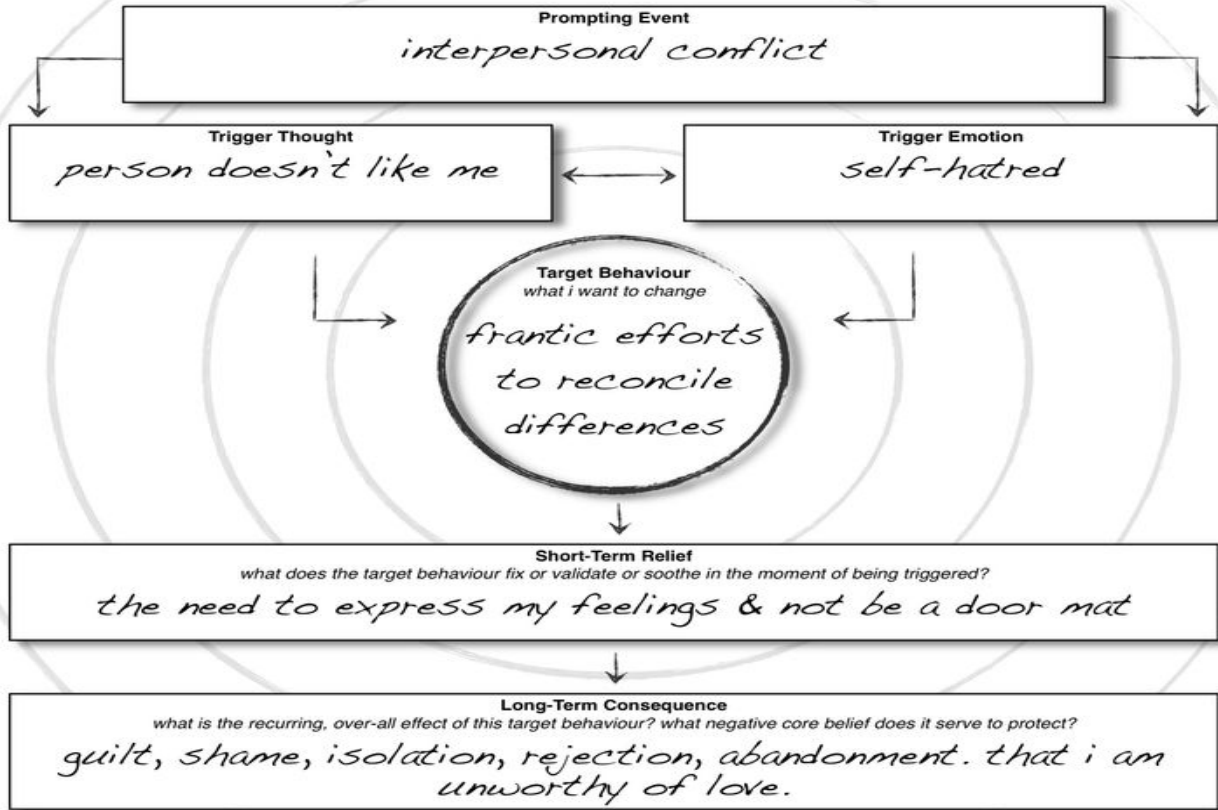 Prompting Event
interpersonal conflict
Trigger Thought
person doesn't like me
Trigger Emotion
self-hatred
Target Behaviour
what i want to change
frantic efforts
to reconcile
differences
Short-Term Relief
what does the target behaviour fix or validate or soothe in the moment of being triggered?
the need to express my feelings & not be a door mat
Long-Term Consequence
what is the recurring, over-all effect of this target behaviour? what negative core belief does it serve to protect?
guilt, shame, isolation, rejection, abandonment. that i am
unworthy of love.